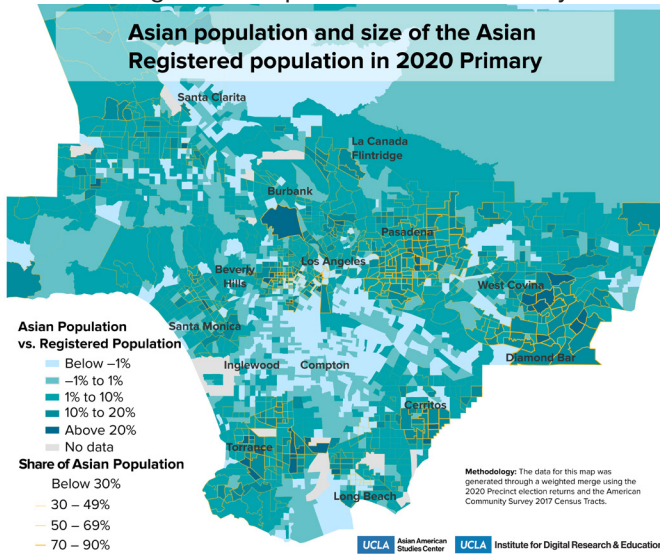 Asian population and size of the Asian
Registered population in 2020 Primary
Santa Clarita
La Canada
Flintridge
Burbank
Pasadena
Los Angeles
Beverly
Hills
West Covina
Santa Monica
Diamond Bar
Inglewood
Compton
Cerritos
Torrance
Long Beach
Asian Population
vs. Registered Population
Below –1%
–1% to 1%
1% to 10%
10% to 20%
Above 20%
No data
Share of Asian Population
Below 30%
30 – 49%
50 – 69%
70 – 90%
Methodology: The data for this map was
generated through a weighted merge using the
2020 Precinct election returns and the American
Community Survey 2017 Census Tracts.
UCLA Asian American
Studies Center
UCLA Institute for Digital Research & Education